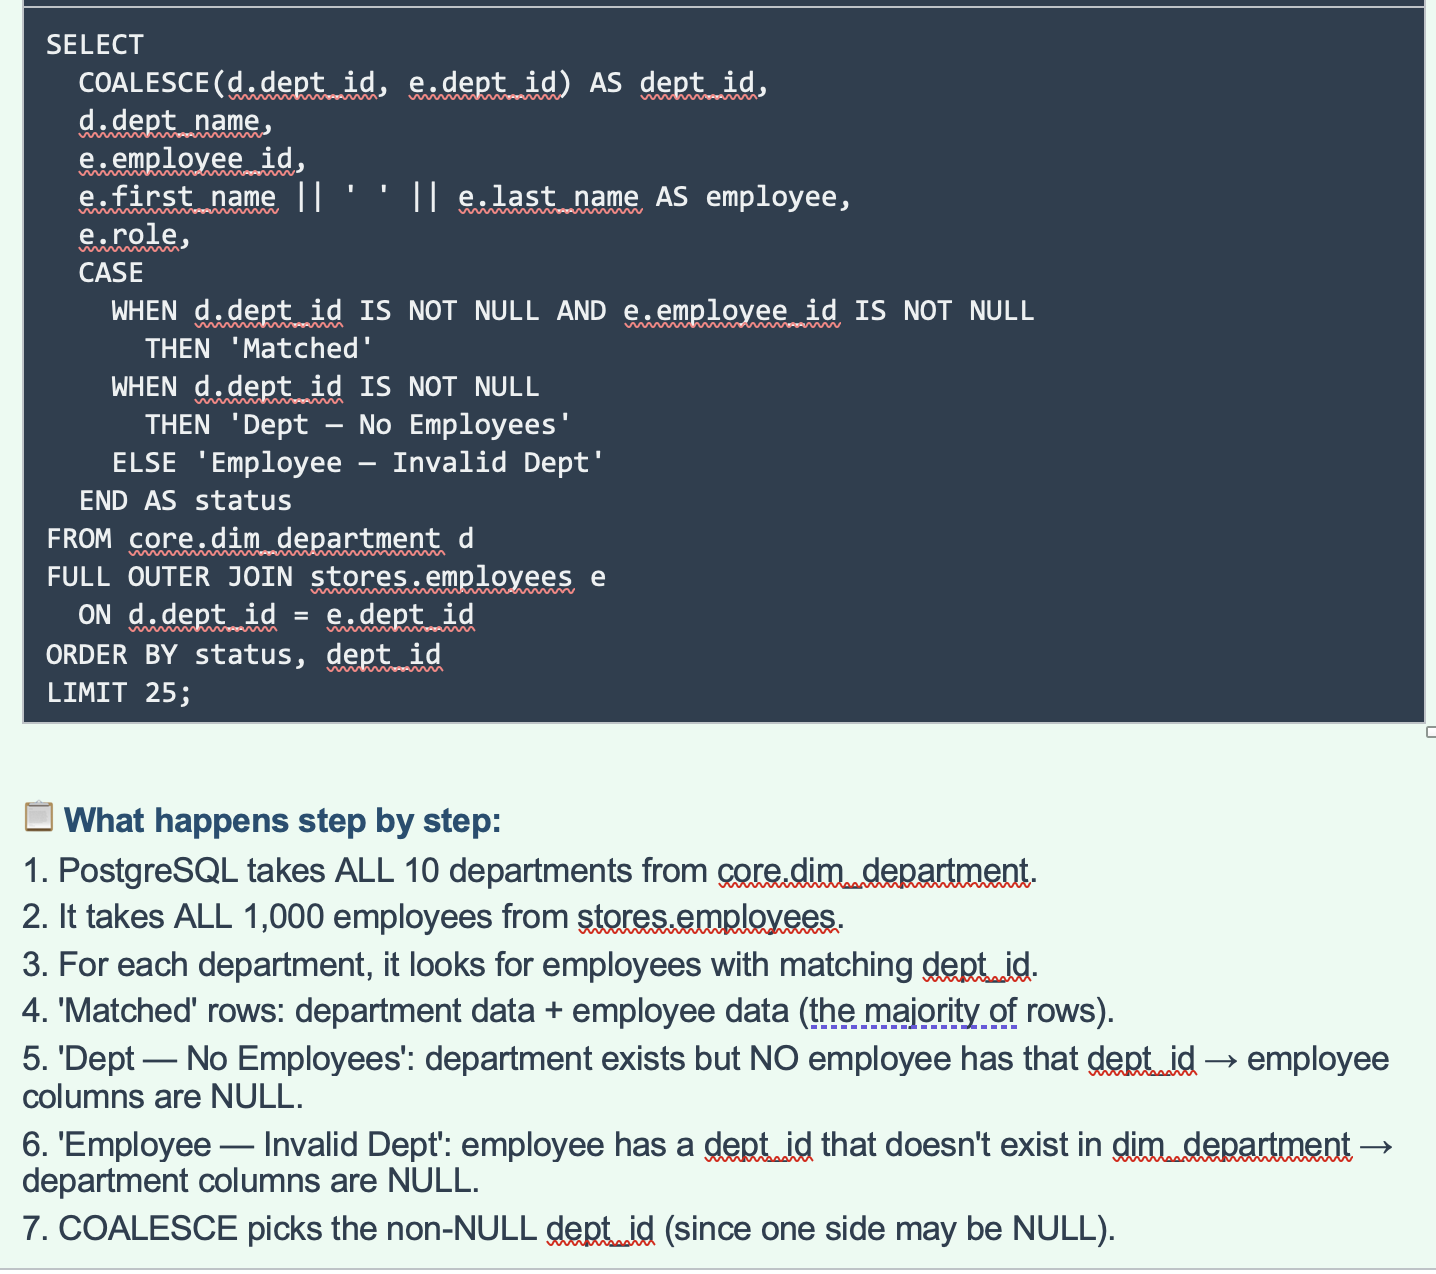 SELECT
  COALESCE(d.dept_id, e.dept_id) AS dept_id,
  d.dept_name,
  e.employee_id,
  e.first_name || ' ' || e.last_name AS employee,
  e.role,
  CASE
    WHEN d.dept_id IS NOT NULL AND e.employee_id IS NOT NULL
      THEN 'Matched'
    WHEN d.dept_id IS NOT NULL
      THEN 'Dept — No Employees'
    ELSE 'Employee — Invalid Dept'
  END AS status
FROM core.dim_department d
FULL OUTER JOIN stores.employees e
  ON d.dept_id = e.dept_id
ORDER BY status, dept_id
LIMIT 25;
📋 What happens step by step:
1. PostgreSQL takes ALL 10 departments from core.dim_department.
2. It takes ALL 1,000 employees from stores.employees.
3. For each department, it looks for employees with matching dept_id.
4. 'Matched' rows: department data + employee data (the majority of rows).
5. 'Dept — No Employees': department exists but NO employee has that dept_id → employee
columns are NULL.
6. 'Employee — Invalid Dept': employee has a dept_id that doesn't exist in dim_department →
department columns are NULL.
7. COALESCE picks the non-NULL dept_id (since one side may be NULL).